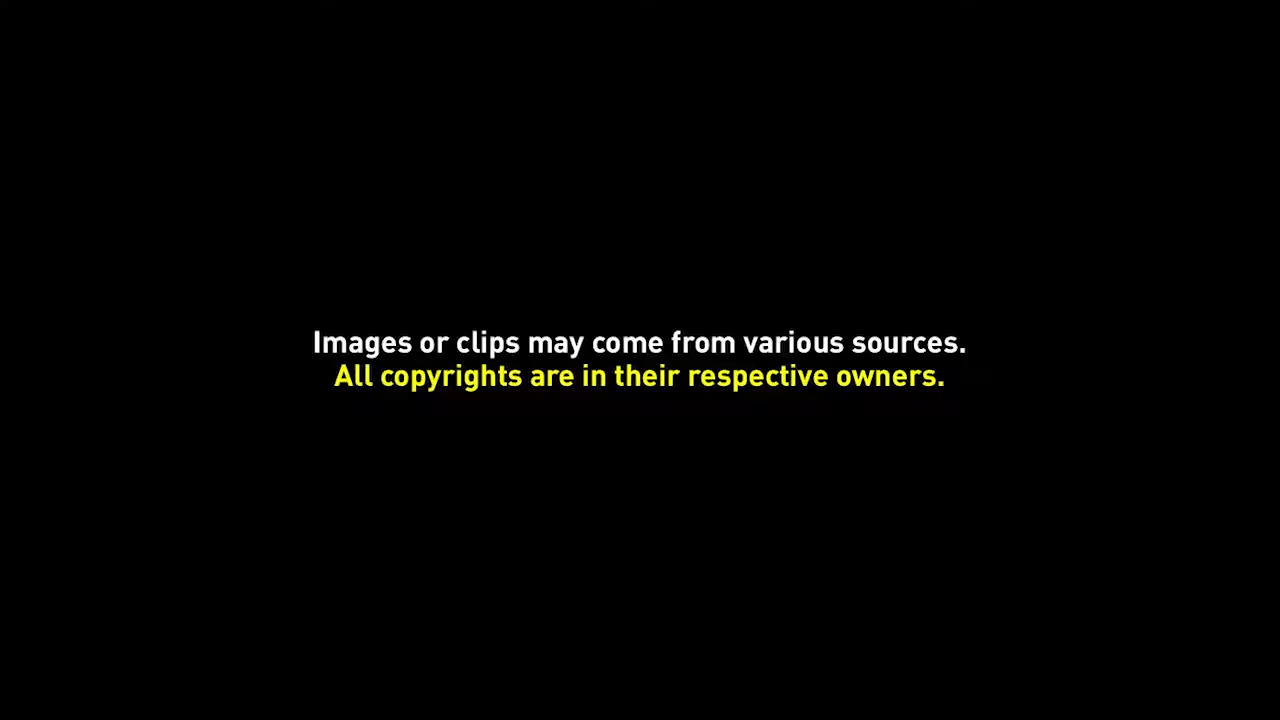 Images or clips may come from various sources.
All copyrights are in their respective owners.